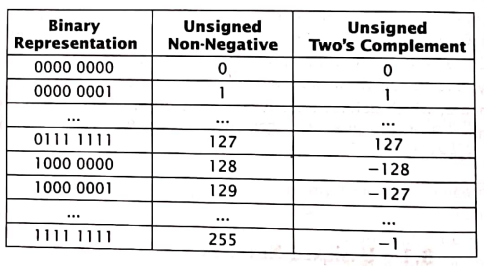 Binary Representation Unsigned Non-Negative Unsigned Two's Complement
0000 0000 0 0
0000 0001 1 1
... ... ...
0111 1111 127 127
1000 0000 128 −128
1000 0001 129 −127
... ... ...
1111 1111 255 −1